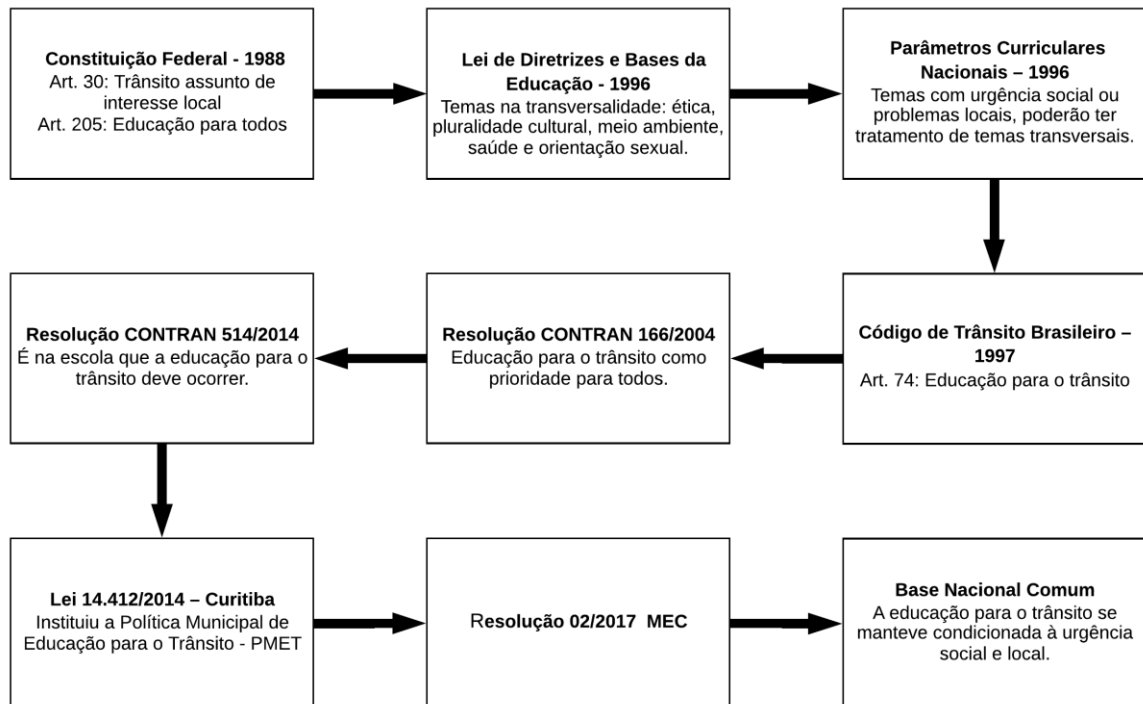 Constituição Federal - 1988
Art. 30: Trânsito assunto de
interesse local
Art. 205: Educação para todos
Lei de Diretrizes e Bases da
Educação - 1996
Temas na transversalidade: ética,
pluralidade cultural, meio ambiente,
saúde e orientação sexual.
Parâmetros Curriculares
Nacionais – 1996
Temas com urgência social ou
problemas locais, poderão ter
tratamento de temas transversais.
Código de Trânsito Brasileiro –
1997
Art. 74: Educação para o trânsito
Resolução CONTRAN 166/2004
Educação para o trânsito como
prioridade para todos.
Resolução CONTRAN 514/2014
É na escola que a educação para o
trânsito deve ocorrer.
Lei 14.412/2014 – Curitiba
Instituiu a Política Municipal de
Educação para o Trânsito - PMET
Resolução 02/2017 MEC
Base Nacional Comum
A educação para o trânsito se
manteve condicionada à urgência
social e local.